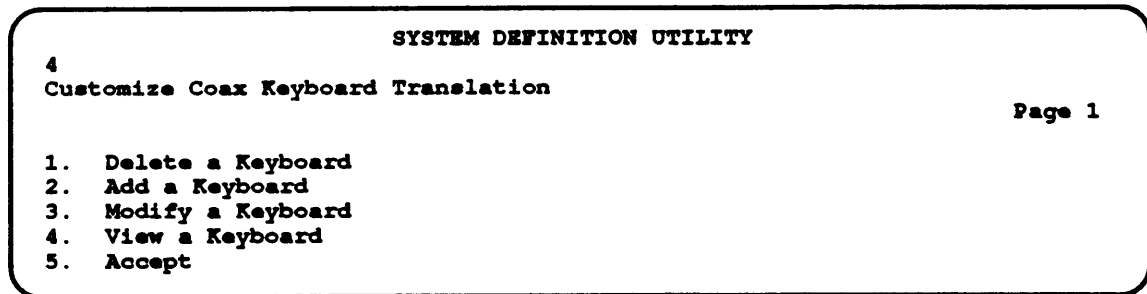 SYSTEM DEFINITION UTILITY
4
Customize Coax Keyboard Translation
Page 1
1. Delete a Keyboard
2. Add a Keyboard
3. Modify a Keyboard
4. View a Keyboard
5. Accept